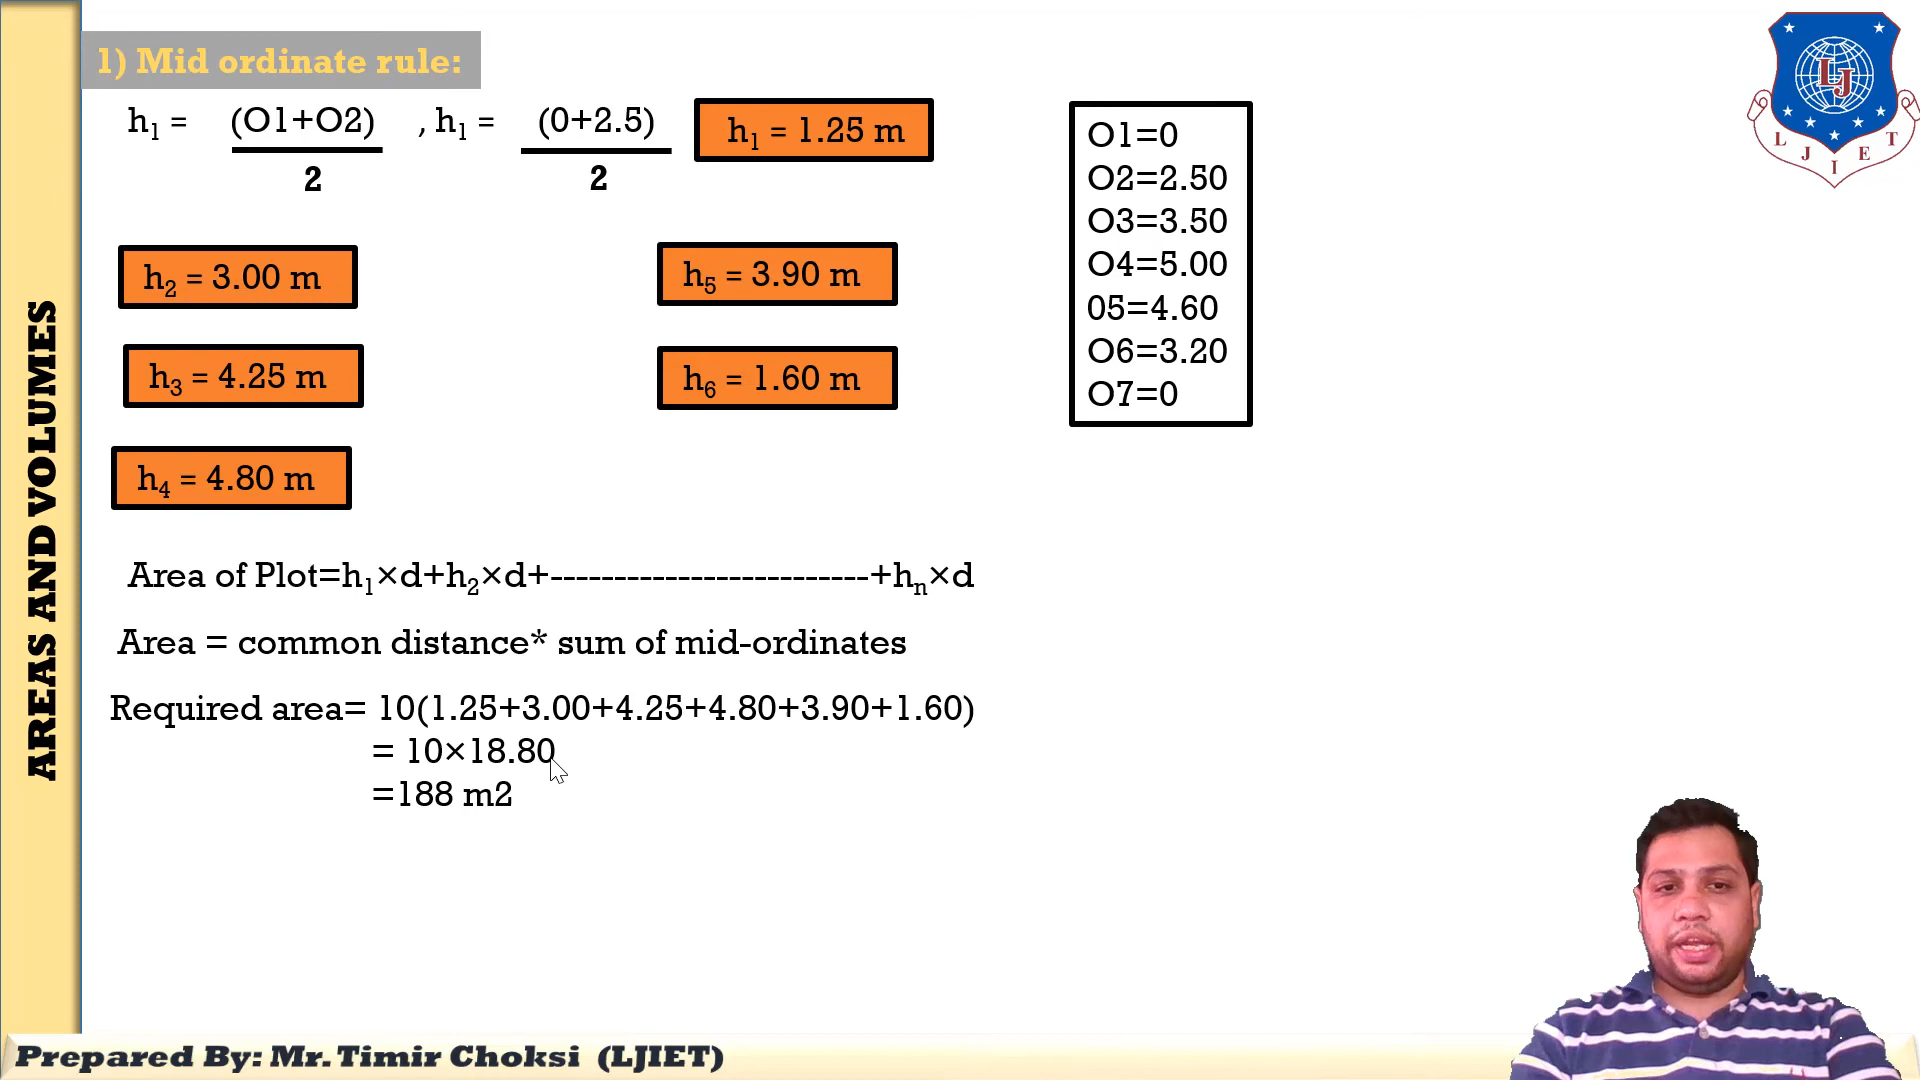 1) Mid ordinate rule:
h1 = (O1+O2) , h1 = (0+2.5) h1 = 1.25 m
2 2
h2 = 3.00 m
h5 = 3.90 m
h3 = 4.25 m
h6 = 1.60 m
h4 = 4.80 m
O1=0
O2=2.50
O3=3.50
O4=5.00
05=4.60
O6=3.20
O7=0
Area of Plot=h1×d+h2×d+-------------------------+hn×d
Area = common distance* sum of mid-ordinates
Required area= 10(1.25+3.00+4.25+4.80+3.90+1.60)
= 10×18.80
=188 m2
AREAS AND VOLUMES
LJ
L J I E T
Prepared By: Mr. Timir Choksi (LJIET)